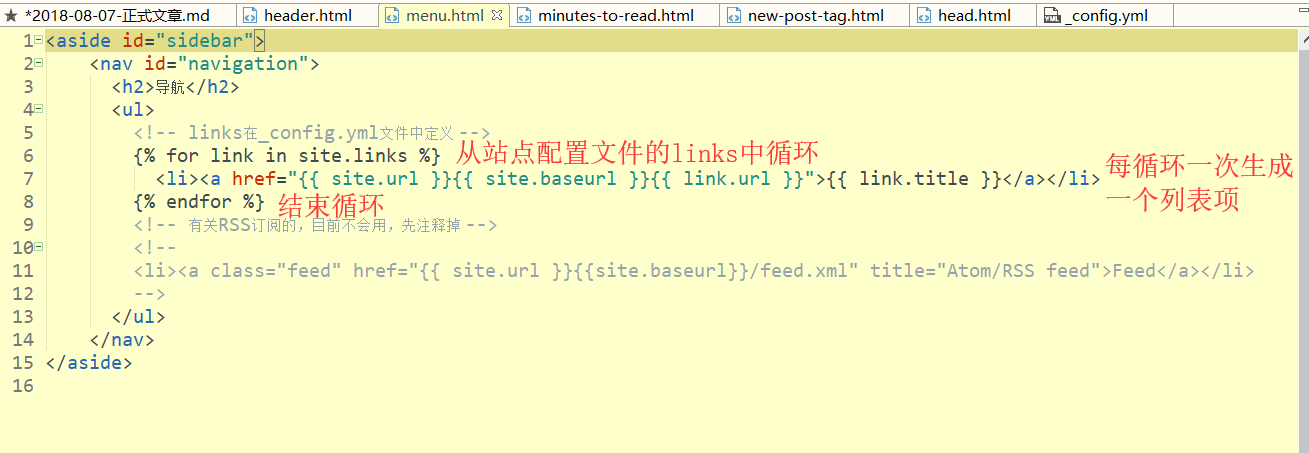 *2018-08-07-正式文章.md header.html menu.html minutes-to-read.html new-post-tag.html head.html _config.yml
1 <aside id="sidebar">
2 <nav id="navigation">
3 <h2>导航</h2>
4 <ul>
5 <!-- links在_config.yml文件中定义 -->
6 {% for link in site.links %} 从站点配置文件的links中循环
7 <li><a href="{{ site.url }}{{ site.baseurl }}{{ link.url }}">{{ link.title }}</a></li> 每循环一次生成
一个列表项
8 {% endfor %} 结束循环
9 <!-- 有关RSS订阅的，目前不会用，先注释掉 -->
10 <!--
11 <li><a class="feed" href="{{ site.url }}{{site.baseurl}}/feed.xml" title="Atom/RSS feed">Feed</a></li>
12 -->
13 </ul>
14 </nav>
15 </aside>
16